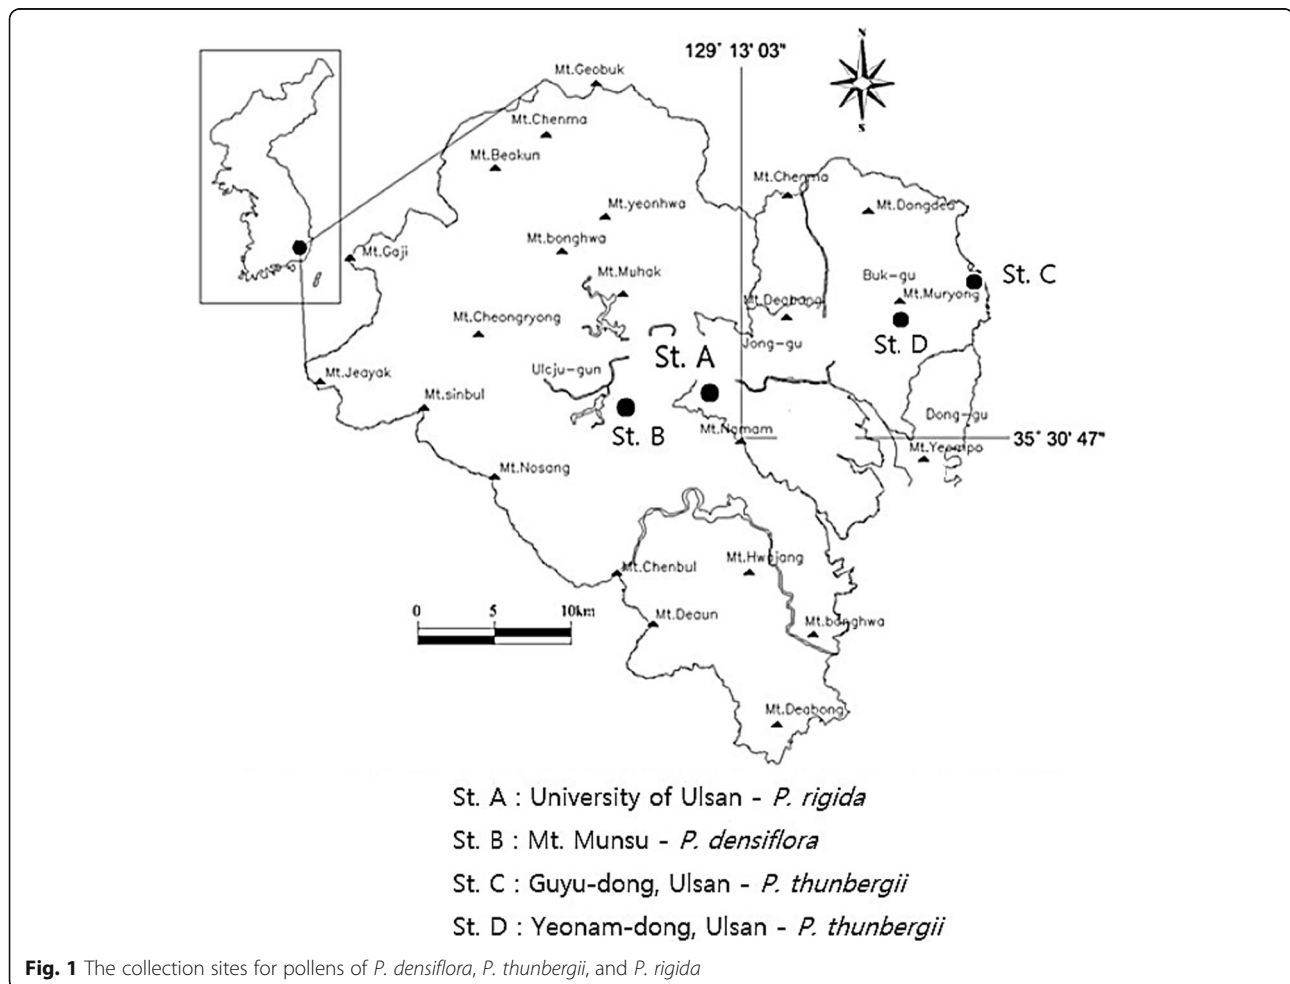 N
129° 13' 03"
Mt.Geobuk
Mt.Chenma
Mt.Beakun
S
Mt.Chenma
Mt.yeonhwa
Mt.Dongdea
Mt.bonghwa
Mt.Gaji
Mt.Muhak
Buk-gu
St. C
Mt.Muryong
Mt.Deabang
Mt.Cheongryong
Jong-gu
St. D
St. A
Ulcju-gun
Mt.Jeayak
Mt.sinbul
Dong-gu
St. B
Mt.Namam
35° 30' 47"
Mt.Yeompo
Mt.Nosang
Mt.Hwajang
Mt.Chenbul
0 5 10km
Mt.Deaun
Mt.bonghwa
Mt.Deabong
St. A : University of Ulsan - P. rigida
St. B : Mt. Munsu - P. densiflora
St. C : Guyu-dong, Ulsan - P. thunbergii
St. D : Yeonam-dong, Ulsan - P. thunbergii
Fig. 1 The collection sites for pollens of P. densiflora, P. thunbergii, and P. rigida